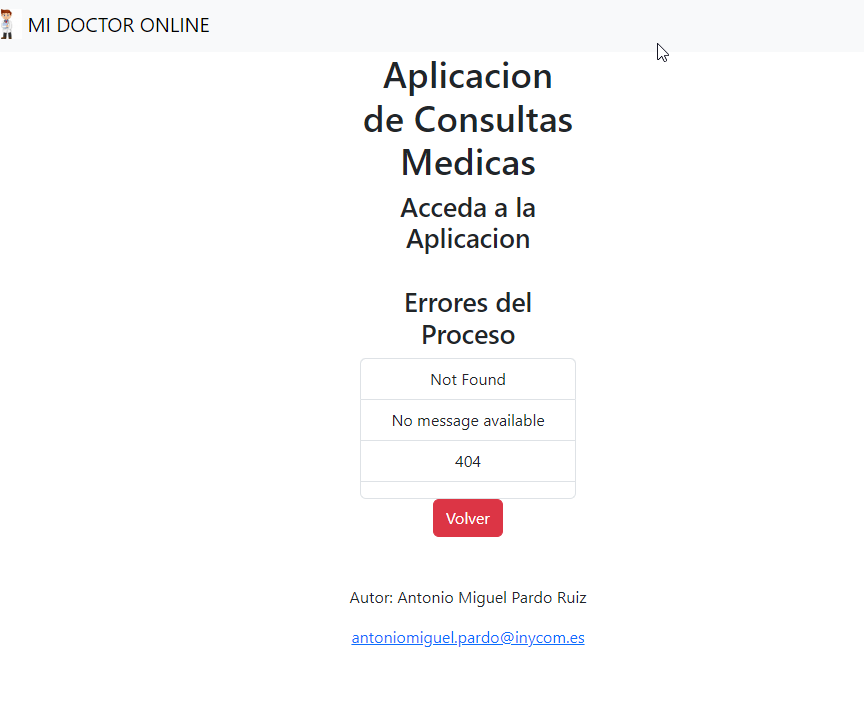 MI DOCTOR ONLINE
Aplicacion
de Consultas
Medicas
Acceda a la
Aplicacion
Errores del
Proceso
Not Found
No message available
404
Volver
Autor: Antonio Miguel Pardo Ruiz
antoniomiguel.pardo@inycom.es